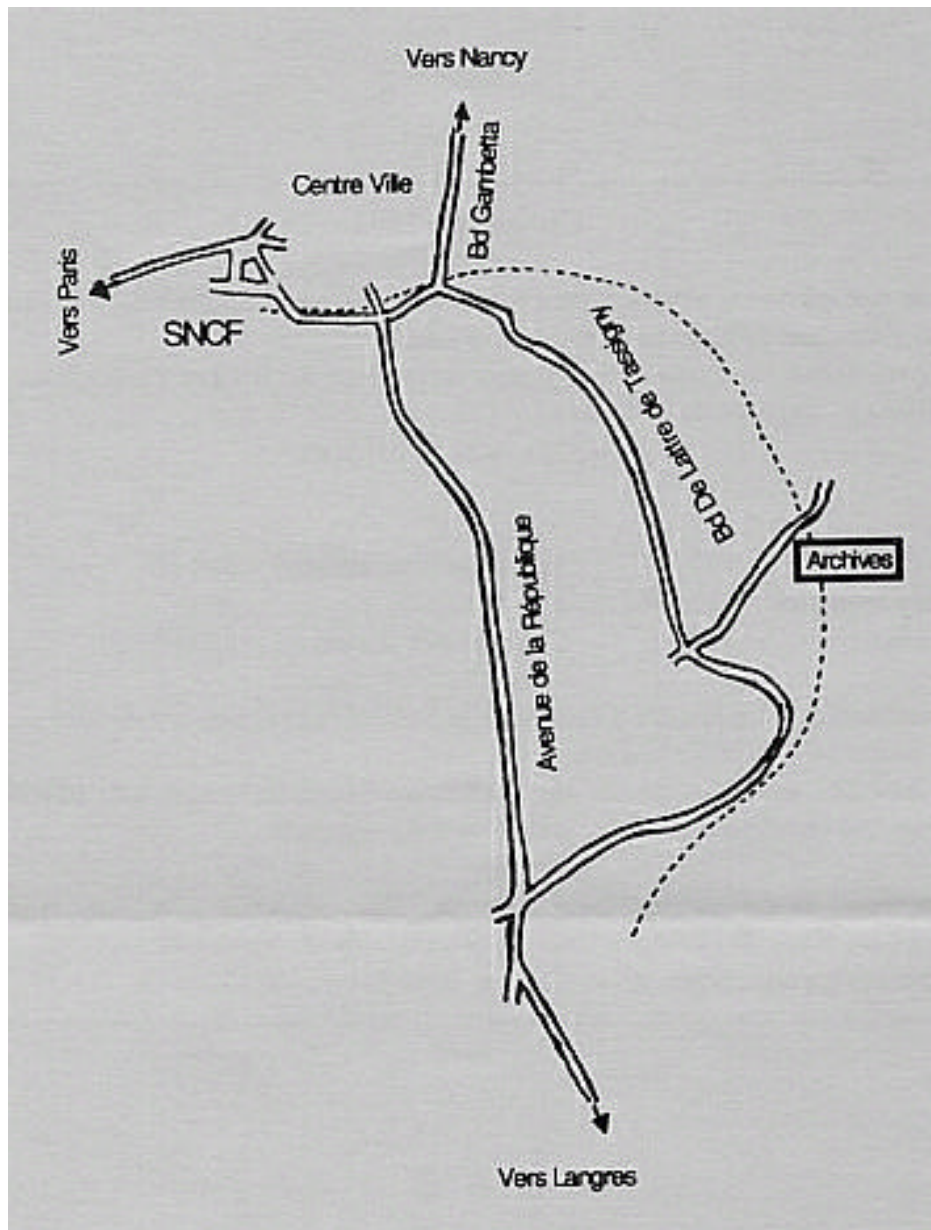 Vers Nancy
Centre Ville
Bd Gambetta
Vers Paris
SNCF
Bd De Lattre de Tassigny
Archives
Avenue de la République
Vers Langres